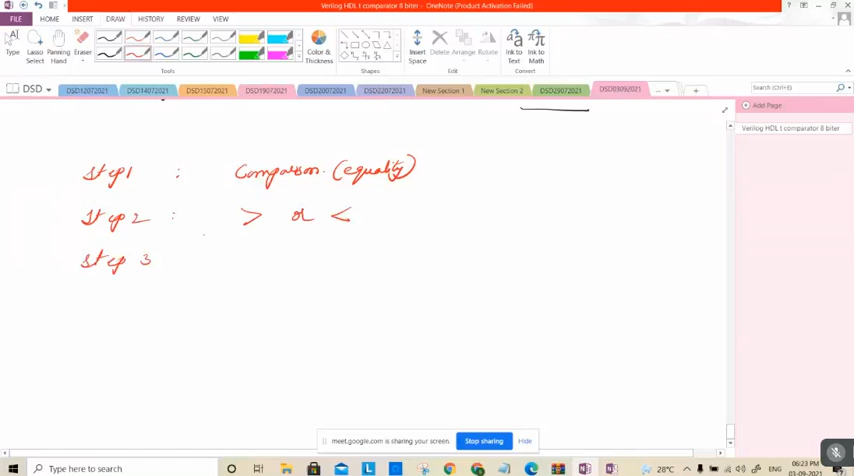 Verilog HDL t comparator 8 biter - OneNote (Product Activation Failed)
FILE HOME INSERT DRAW HISTORY REVIEW VIEW
Type Lasso Select Panning Hand Eraser Color & Thickness Insert Space Delete Arrange Rotate Ink to Text Ink to Math
Tools Shapes Edit Convert
DSD DSD12072021 DSD14072021 DSD15072021 DSD19072021 DSD20072021 DSD22072021 New Section 1 New Section 2 DSD29072021 DSD03092021 Search (Ctrl+E)
Add Page
Verilog HDL t comparator 8 biter
Step1 : Comparison (equality)
Step 2 : > or <
Step 3
meet.google.com is sharing your screen. Stop sharing Hide
Type here to search
28°C ENG 06:23 PM
03-09-2021